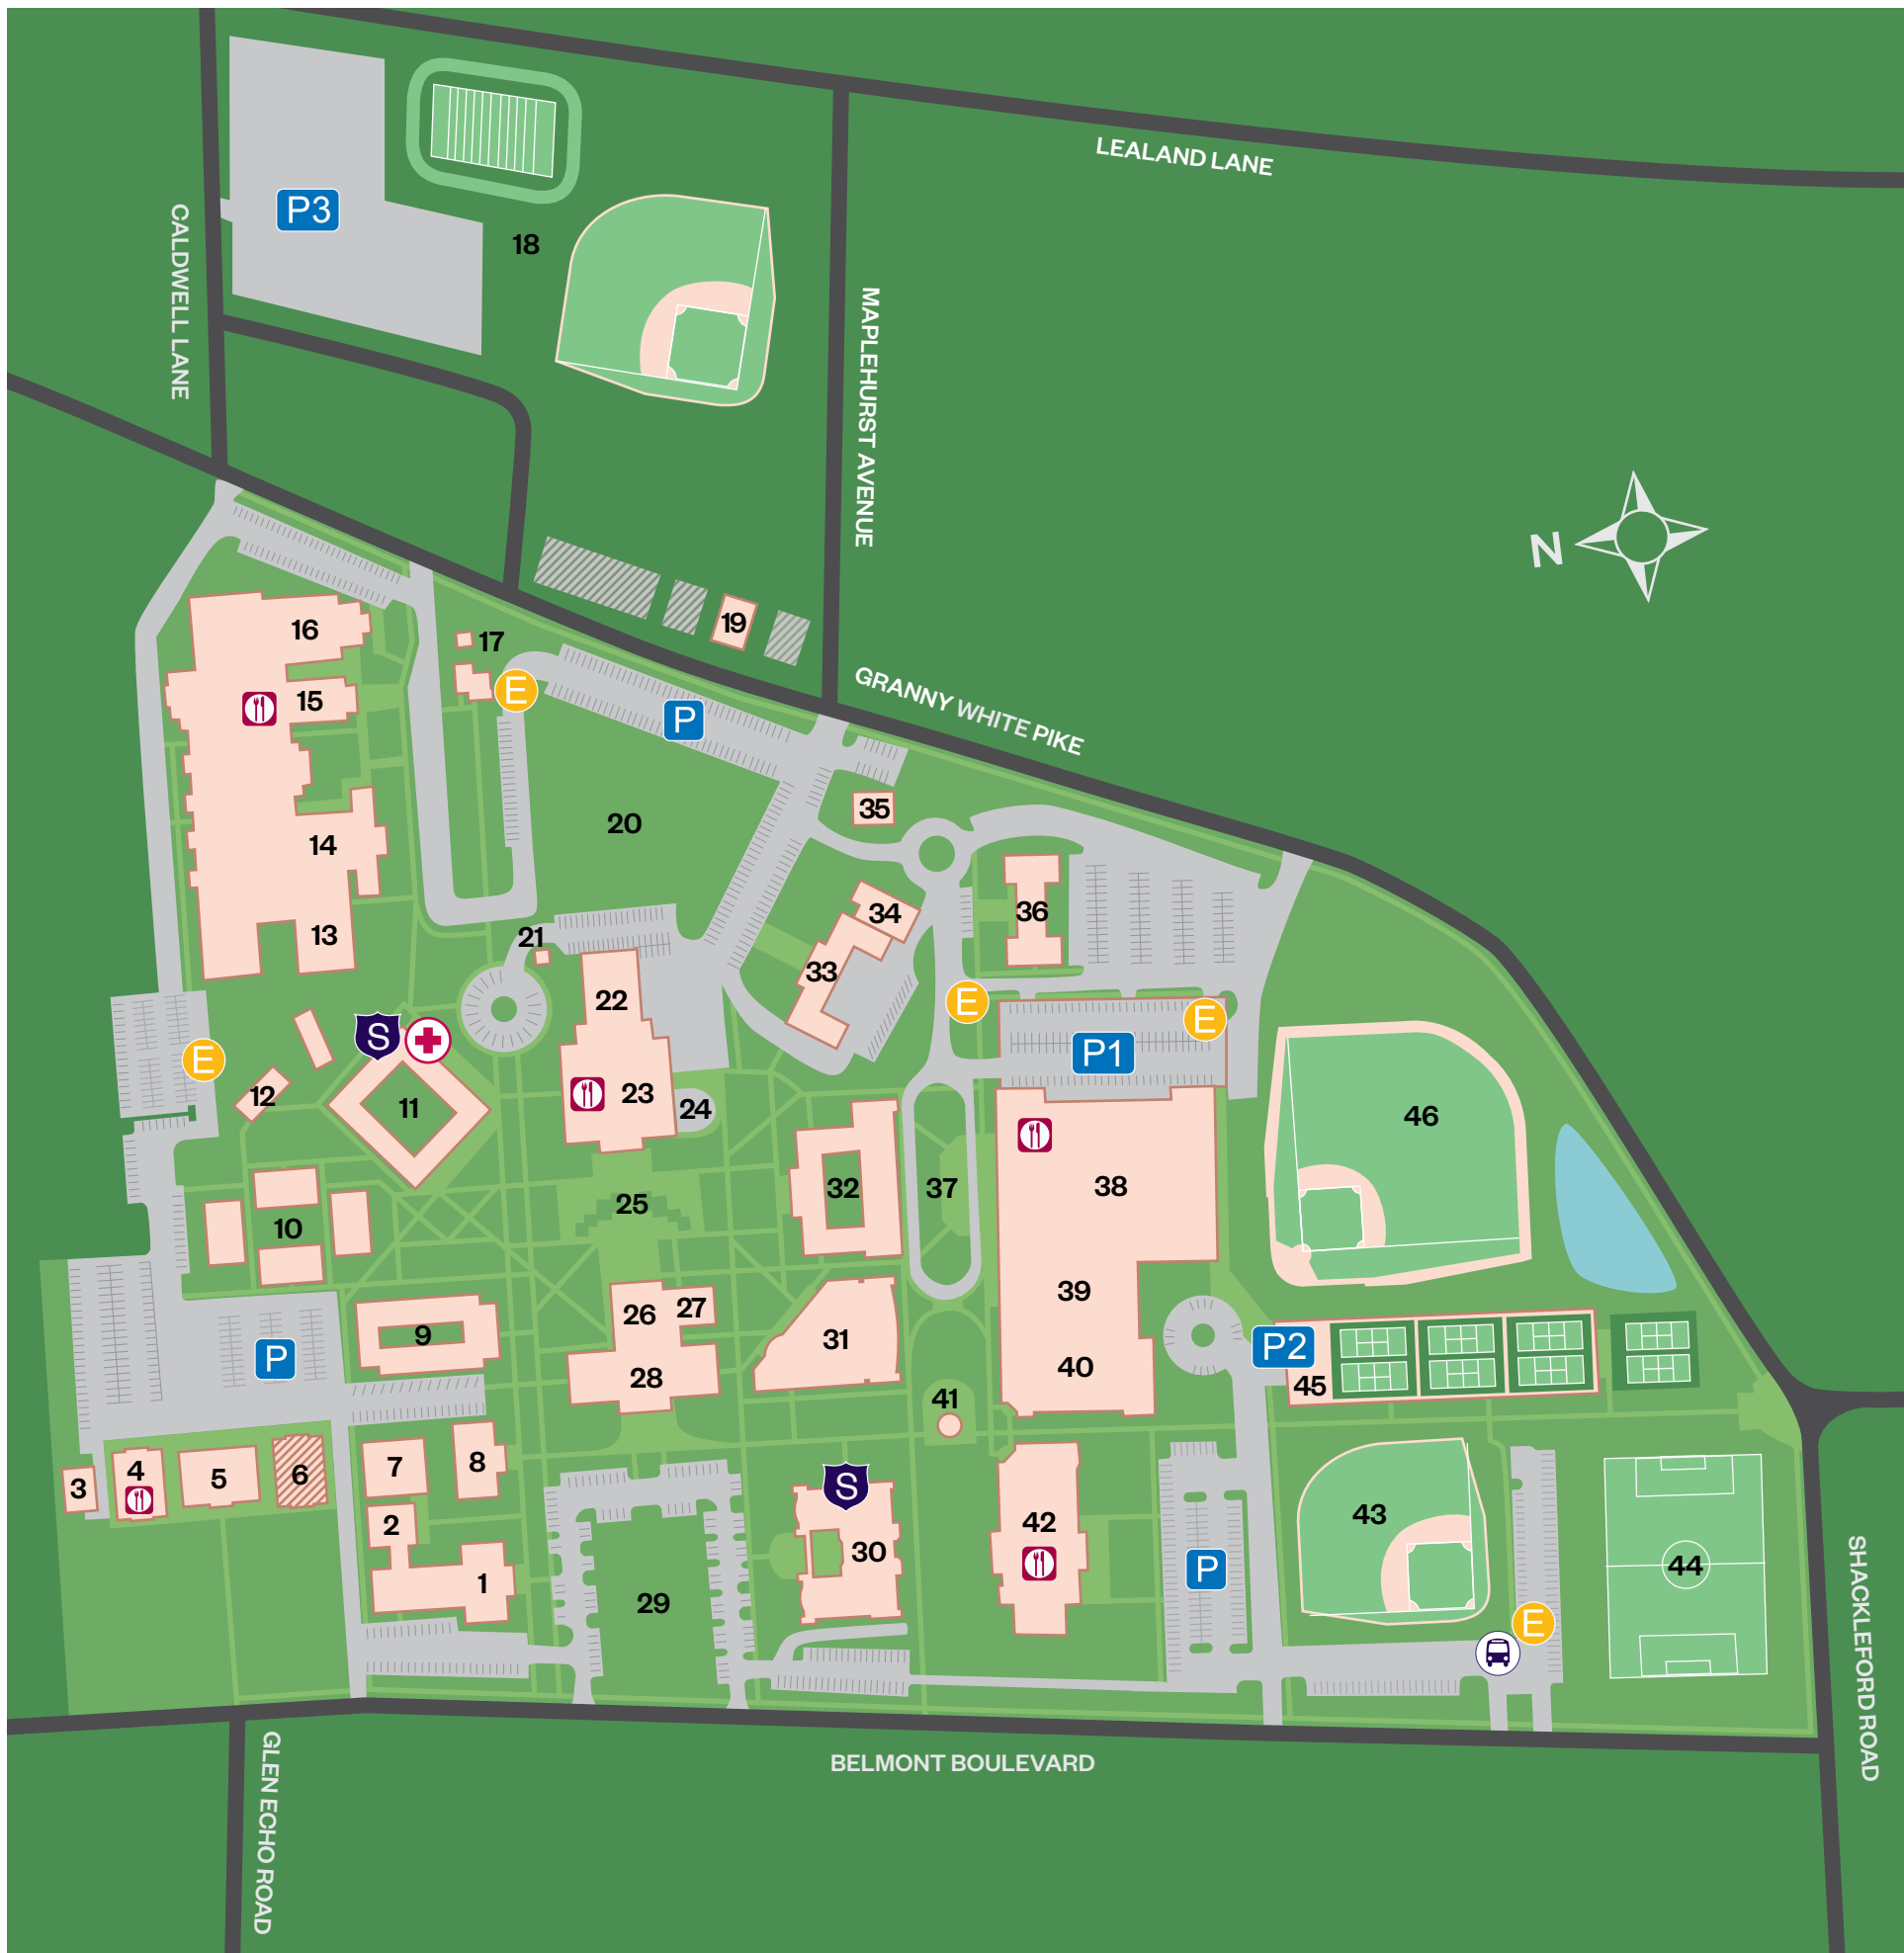 LEALAND LANE
P3
CALDWELL LANE
18
MAPLEHURST AVENUE
N
16
17
19
15
E
P
GRANNY WHITE PIKE
20
35
14
34
36
13
21
33
22
E
E
S
P1
E
12
11
23
24
46
10
25
32
37
38
9
26
27
39
P
28
31
P2
40
45
41
3
4
5
6
7
8
S
2
42
43
1
30
P
44
29
E
SHACKLEFORD ROAD
GLEN ECHO ROAD
BELMONT BOULEVARD